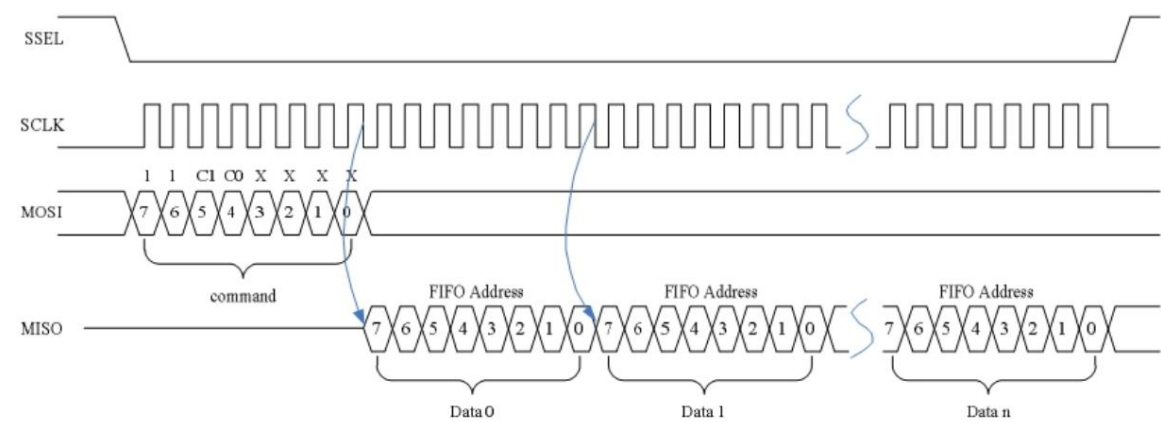 SSEL
SCLK
1 1 C1 C0 X X X X
MOSI 7 6 5 4 3 2 1 0
command
FIFO Address FIFO Address FIFO Address
MISO 7 6 5 4 3 2 1 0 7 6 5 4 3 2 1 0 7 6 5 4 3 2 1 0
Data 0 Data 1 Data n